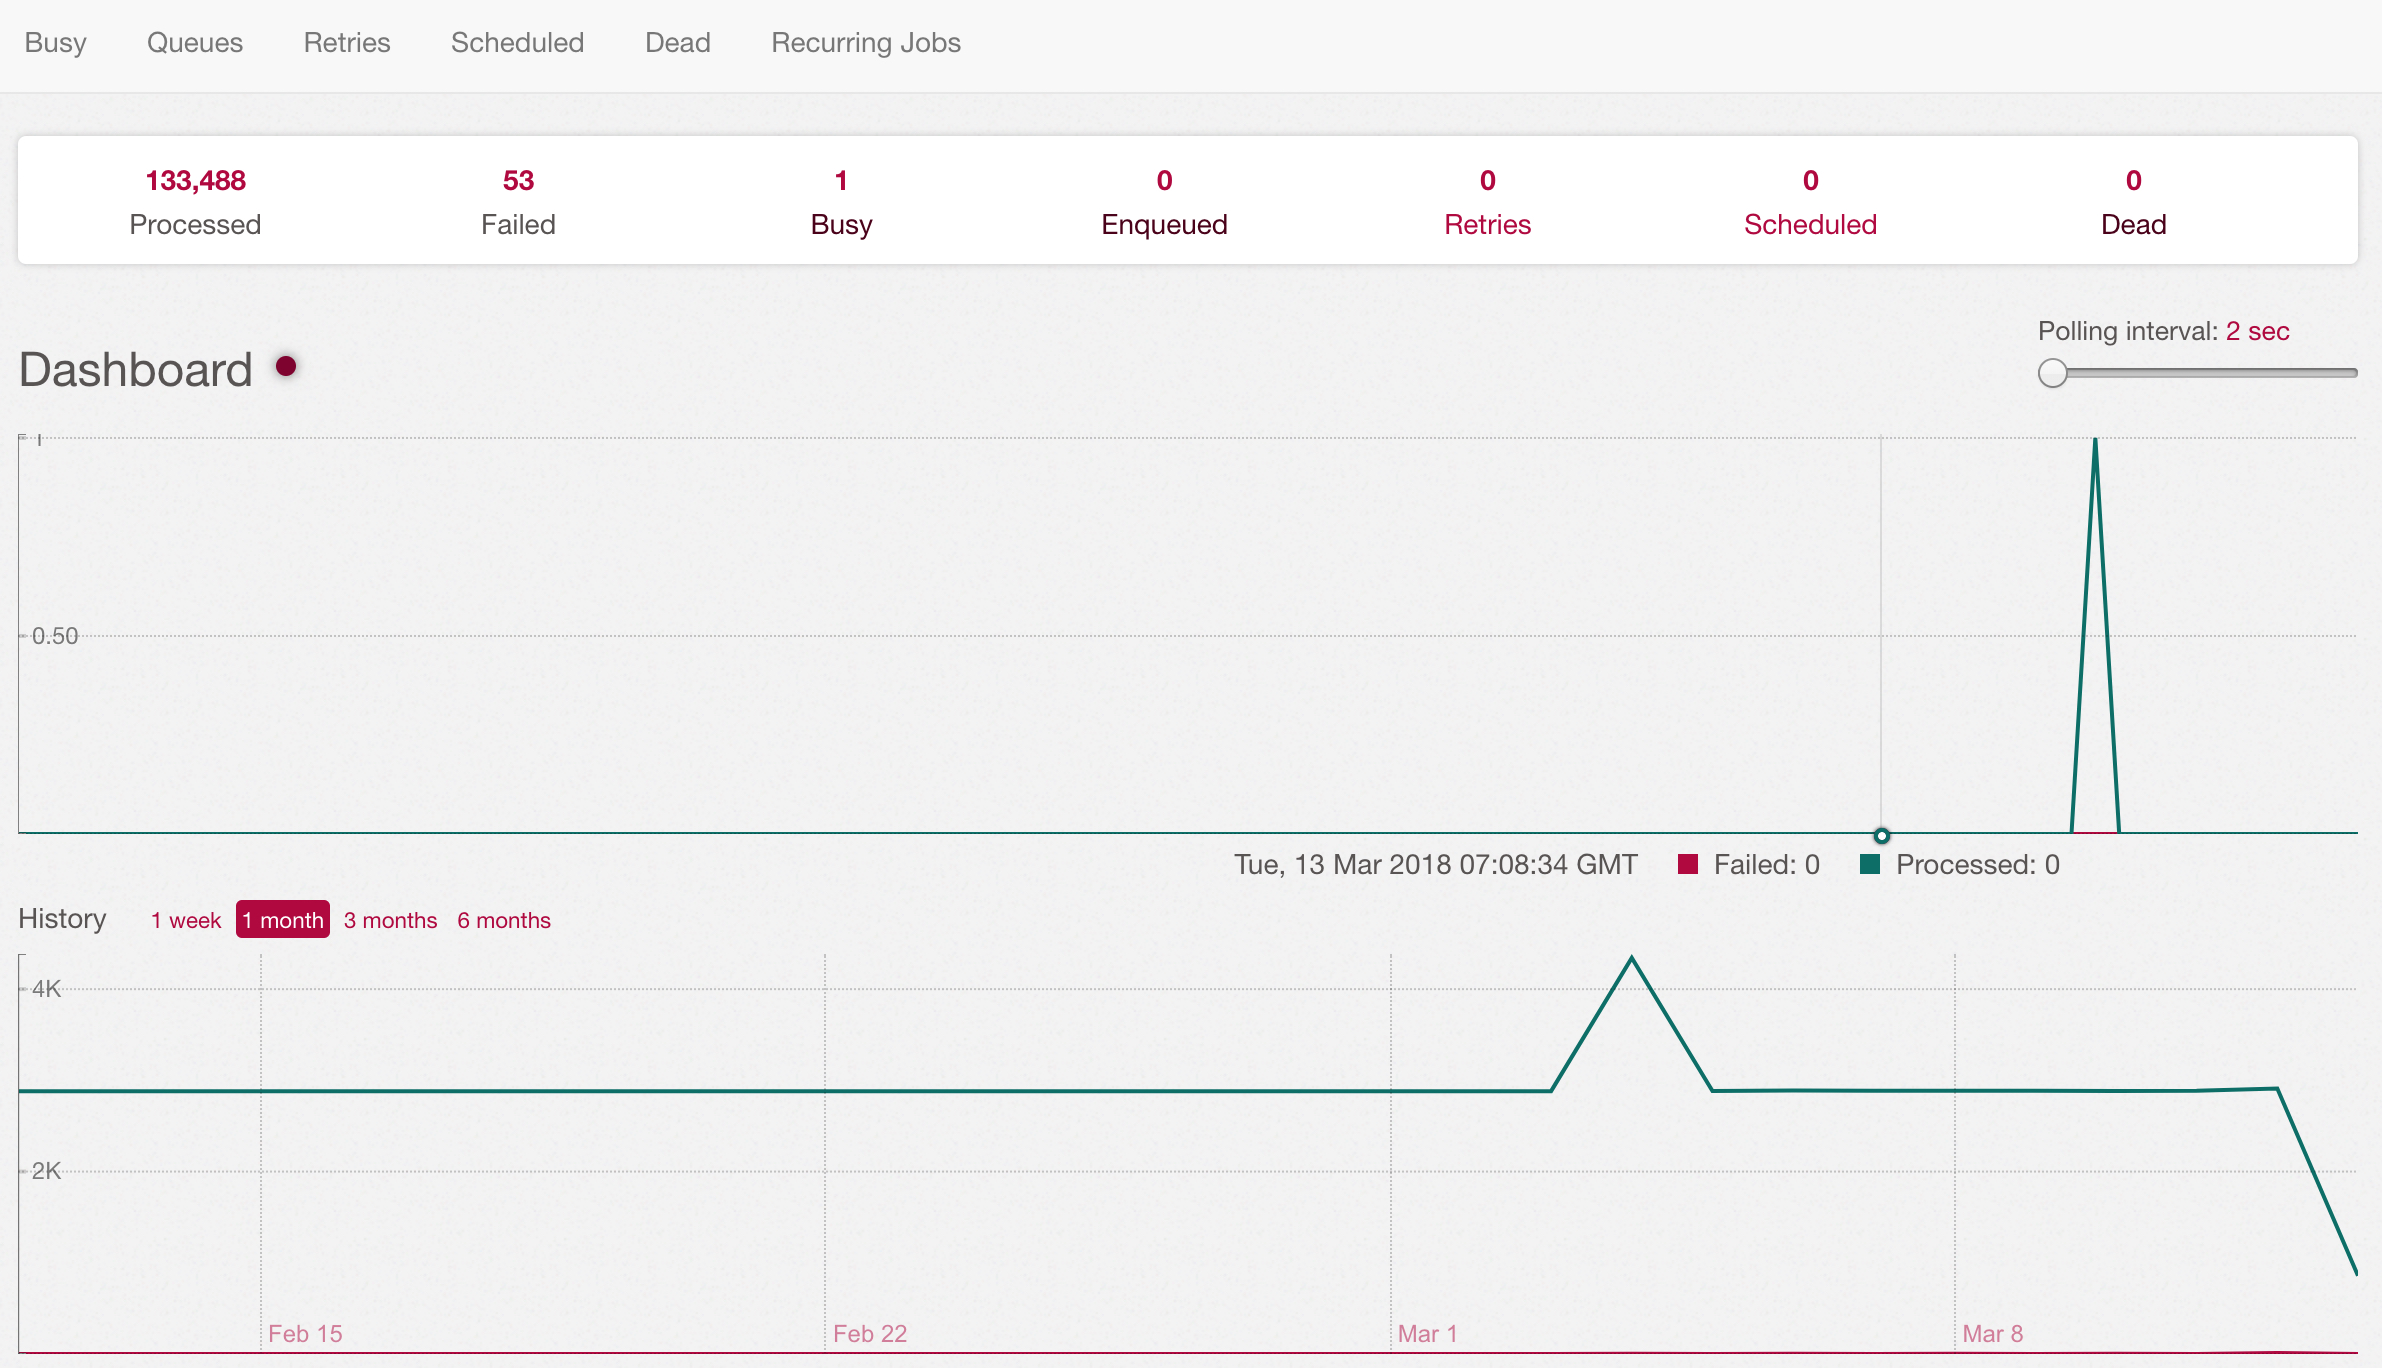 Busy Queues Retries Scheduled Dead Recurring Jobs
133,488 53 1 0 0 0 0
Processed Failed Busy Enqueued Retries Scheduled Dead
Polling interval: 2 sec
Dashboard
0.50
Tue, 13 Mar 2018 07:08:34 GMT Failed: 0 Processed: 0
History 1 week 1 month 3 months 6 months
4K
2K
Feb 15 Feb 22 Mar 1 Mar 8